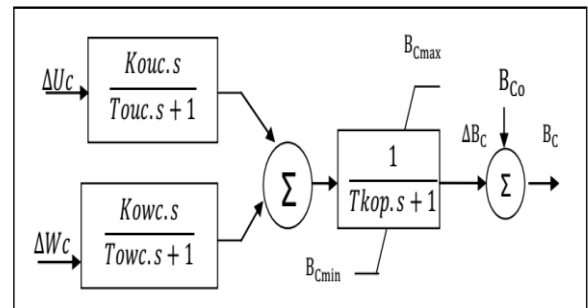 ΔUc
Kouc.s
Touc.s + 1
ΔWc
Kowc.s
Towc.s + 1
Σ
B_Cmax
1
Tkop.s + 1
B_Cmin
ΔB_C
B_Co
Σ
B_C